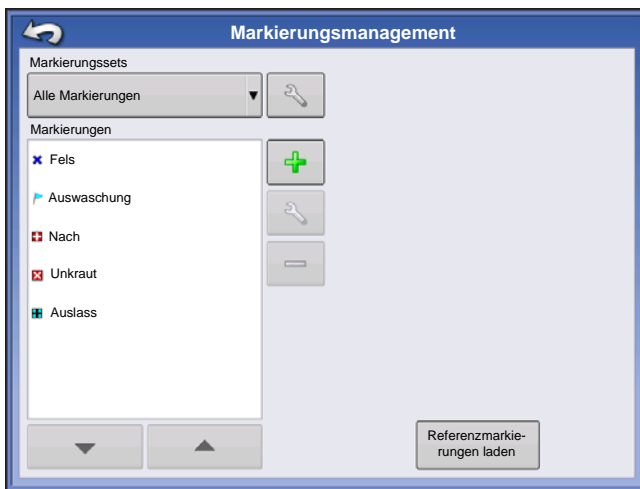 Markierungsmanagement
Markierungssets
Alle Markierungen
Markierungen
Fels
Auswaschung
Nach
Unkraut
Auslass
Referenzmarkie-
rungen laden